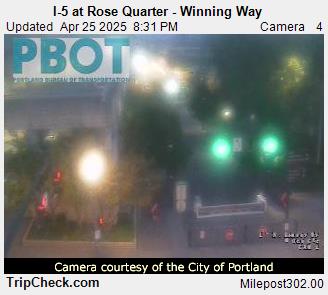 I-5 at Rose Quarter - Winning Way
Updated Apr 25 2025 8:31 PM Camera 4
PBOT
PORTLAND BUREAU OF TRANSPORTATION
Camera courtesy of the City of Portland
TripCheck.com Milepost302.00